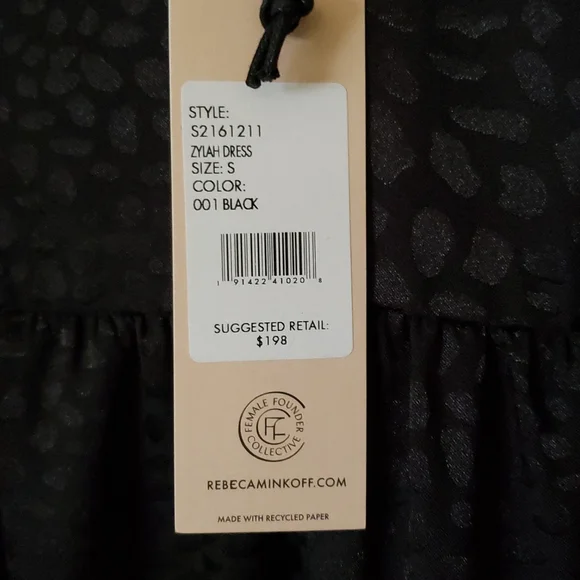 STYLE:
S2161211
ZYLAH DRESS
SIZE: S
COLOR:
001 BLACK
1 91422 41020 8
SUGGESTED RETAIL:
$198
FEMALE FOUNDER COLLECTIVE
FFC
REBECAMINKOFF.COM
MADE WITH RECYCLED PAPER